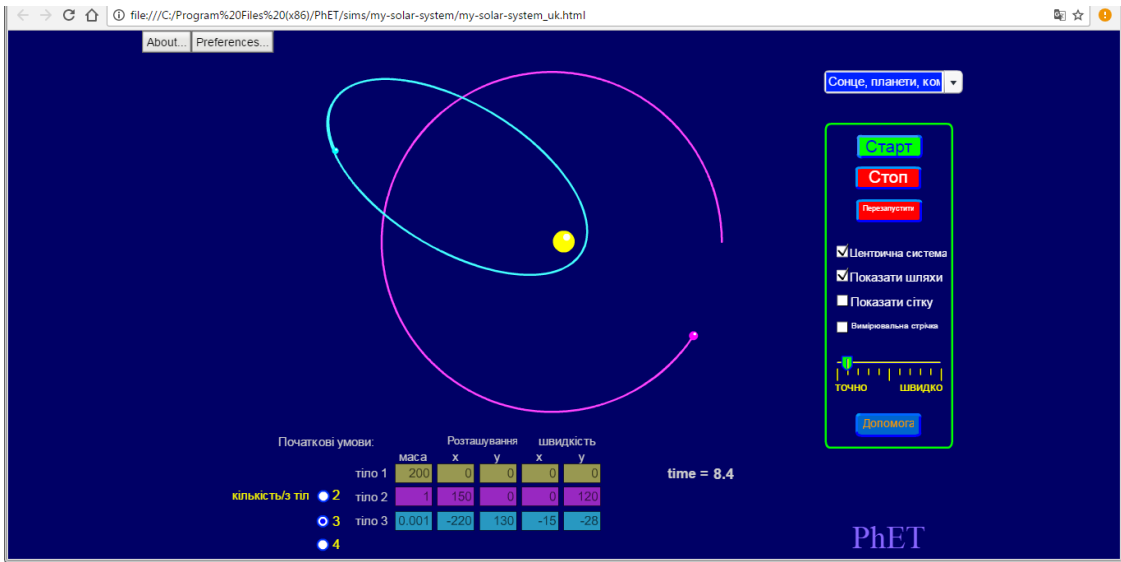 file:///C:/Program%20Files%20(x86)/PhET/sims/my-solar-system/my-solar-system_uk.html
About... Preferences...
Сонце, планети, ком
Старт
Стоп
Перезапустити
Центрична система
Показати шляхи
Показати сітку
Вимірювальна стрічка
точно швидко
Допомога
Початкові умови: Розташування швидкість
маса x y x y
тіло 1 200 0 0 0 0
time = 8.4
кількість/з тіл 2 тіло 2 1 150 0 0 120
3 тіло 3 0.001 -220 130 -15 -28
4
PhET